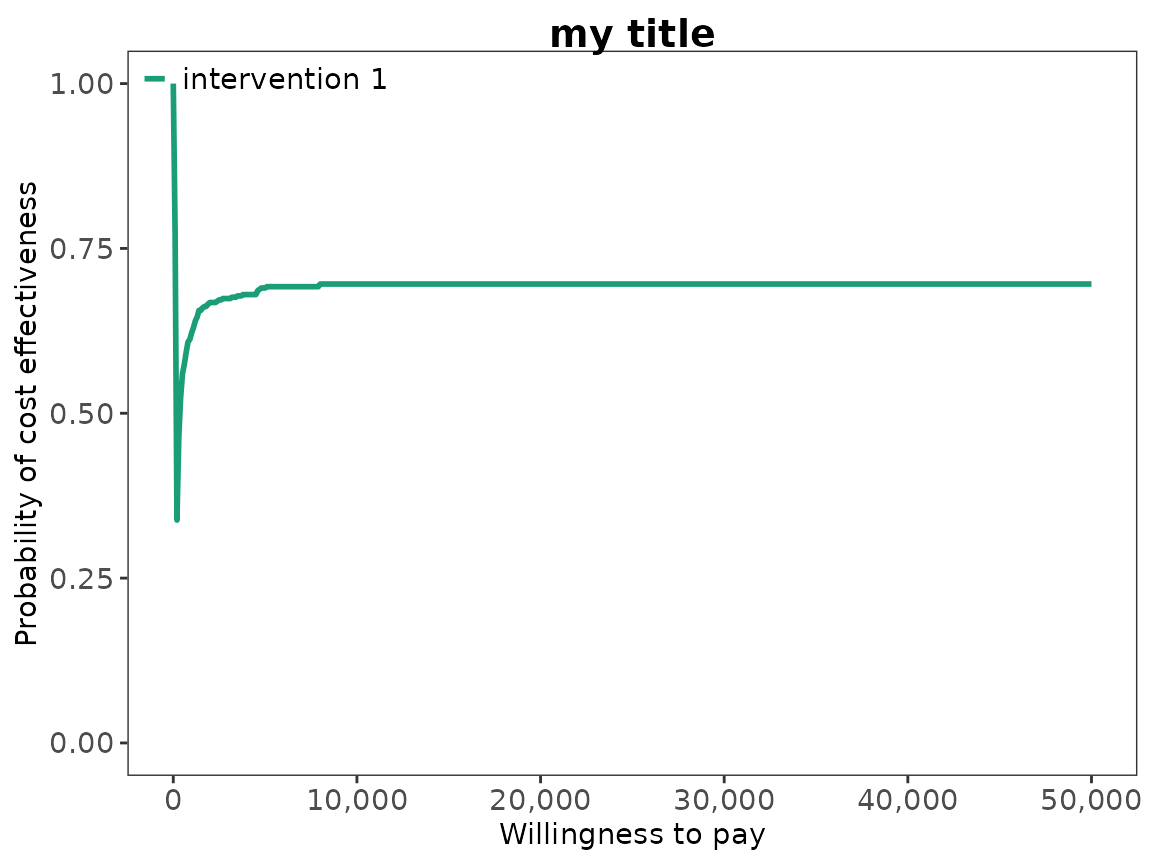 my title
intervention 1
Probability of cost effectiveness
1.00
0.75
0.50
0.25
0.00
0 10,000 20,000 30,000 40,000 50,000
Willingness to pay